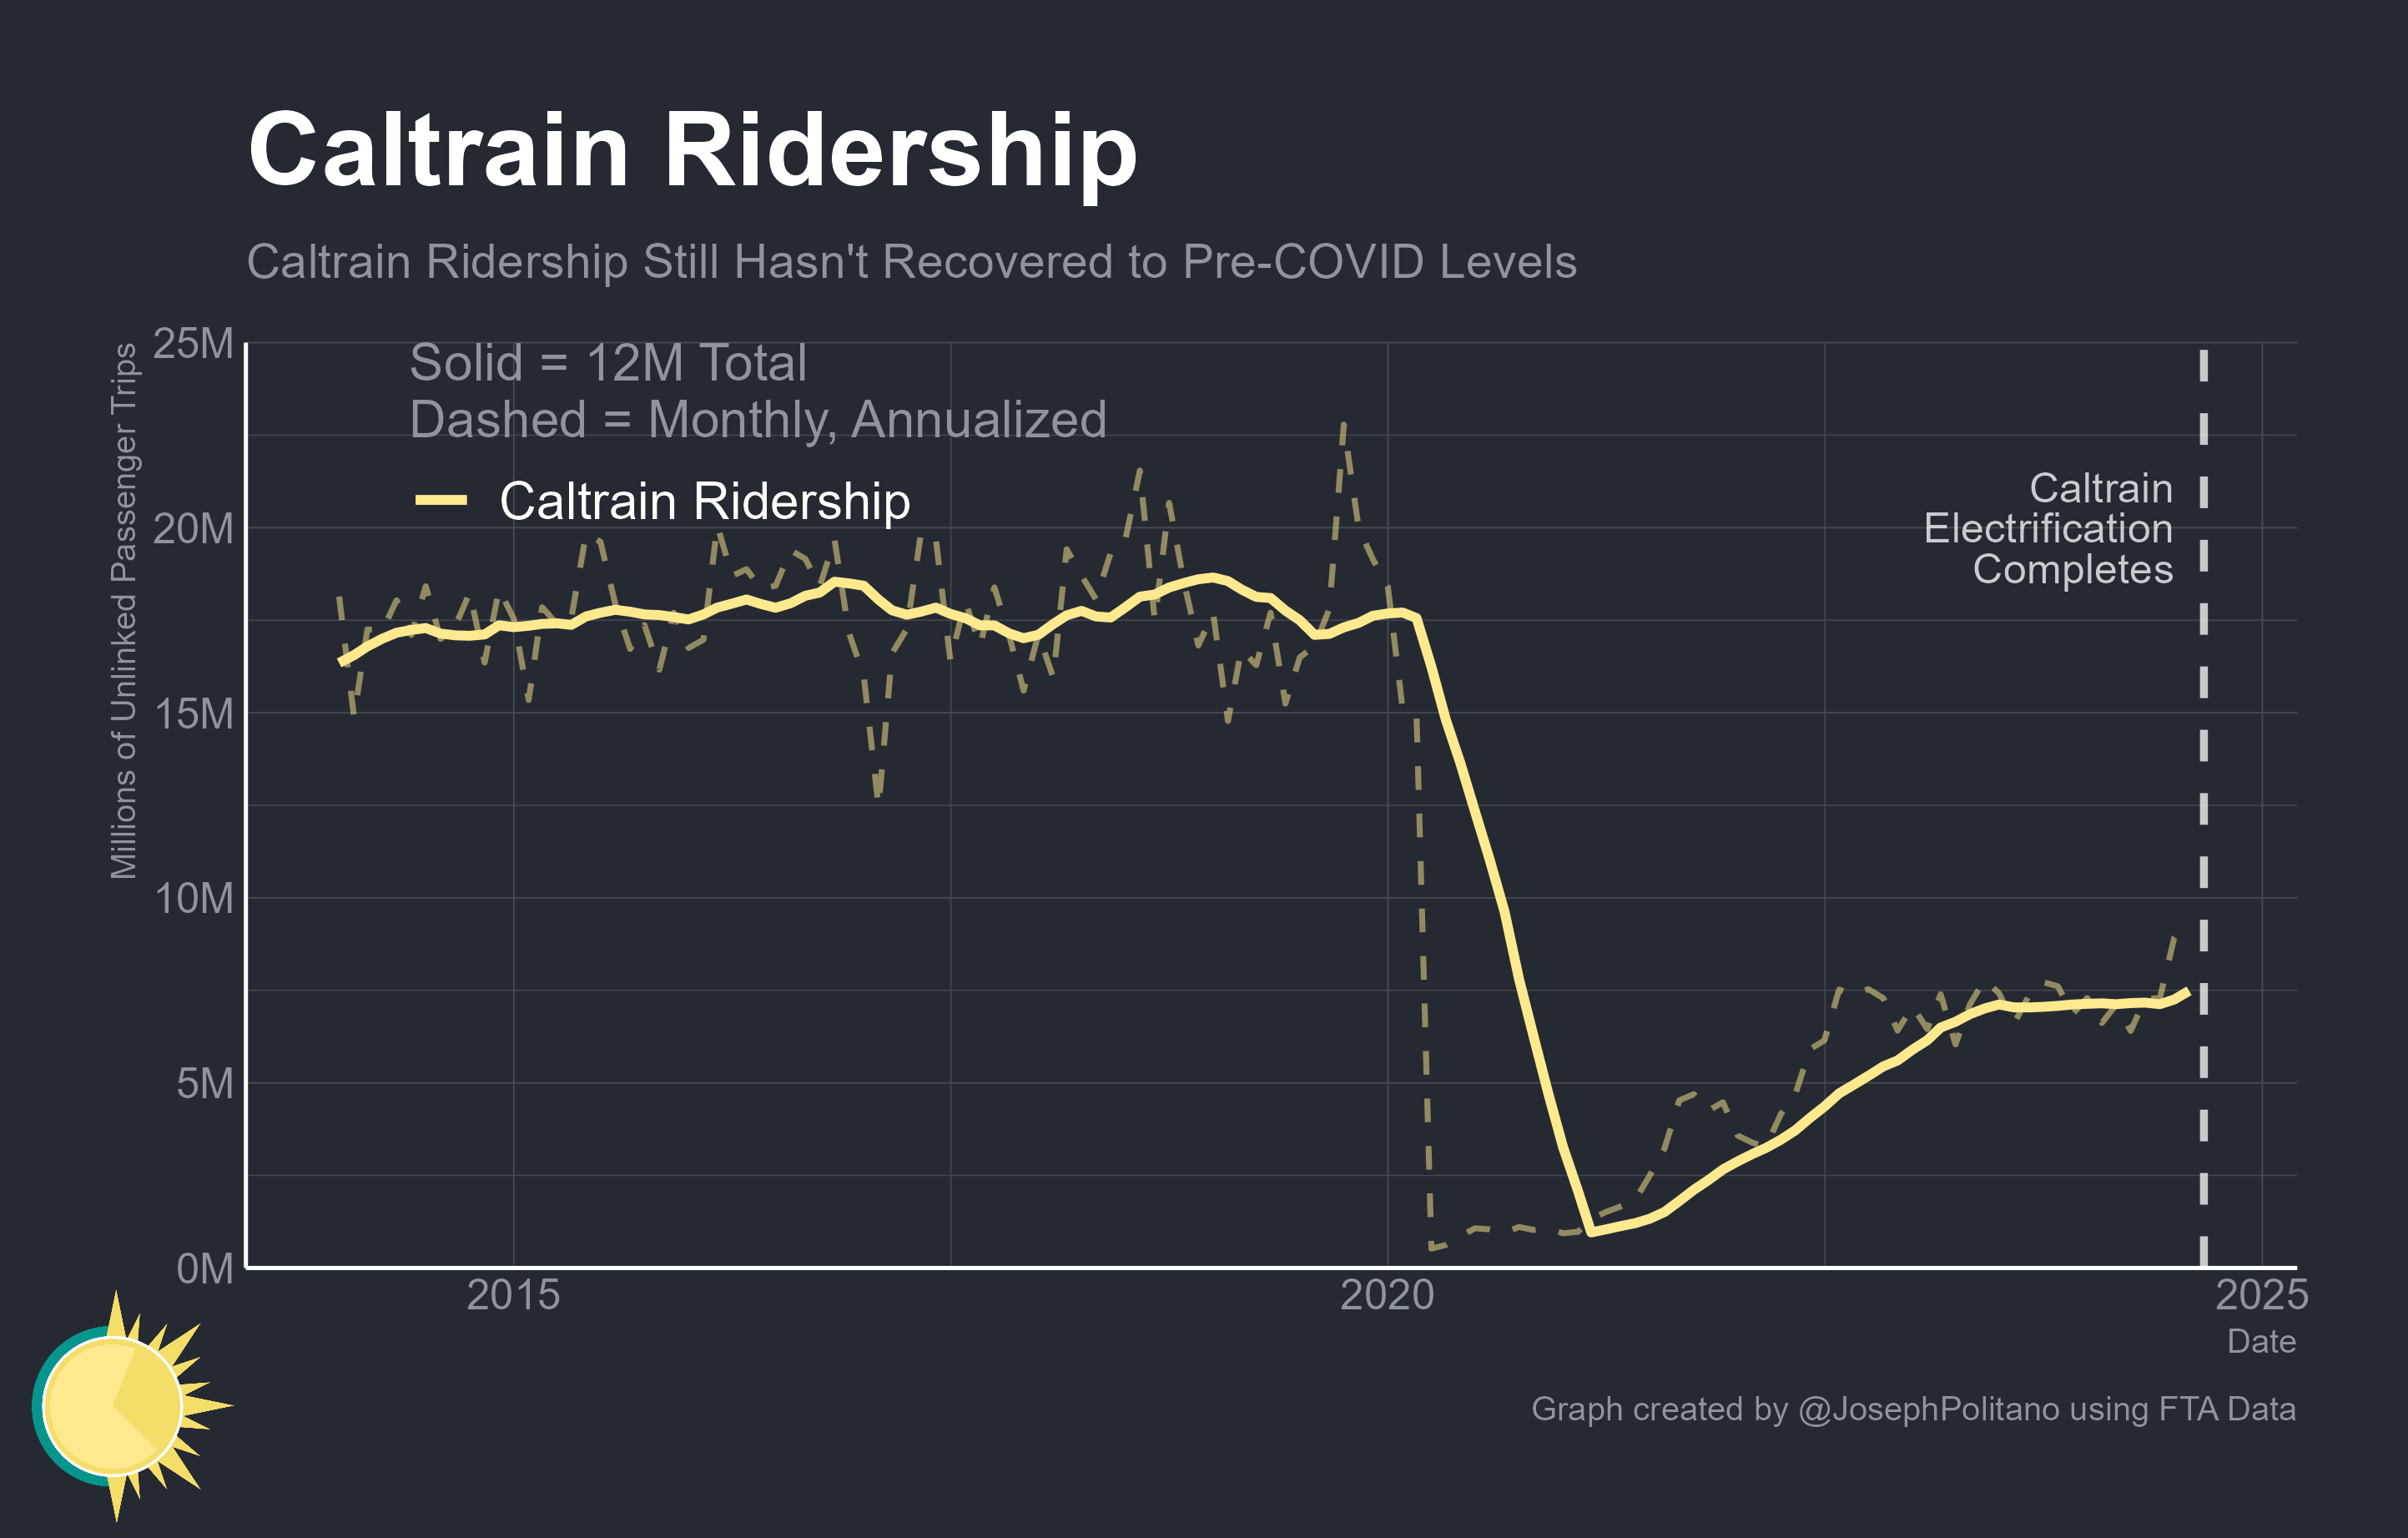 Caltrain Ridership
Caltrain Ridership Still Hasn't Recovered to Pre-COVID Levels
Millions of Unlinked Passenger Trips
25M
20M
15M
10M
5M
0M
Solid = 12M Total
Dashed = Monthly, Annualized
Caltrain Ridership
Caltrain
Electrification
Completes
2015
2020
2025
Date
Graph created by @JosephPolitano using FTA Data